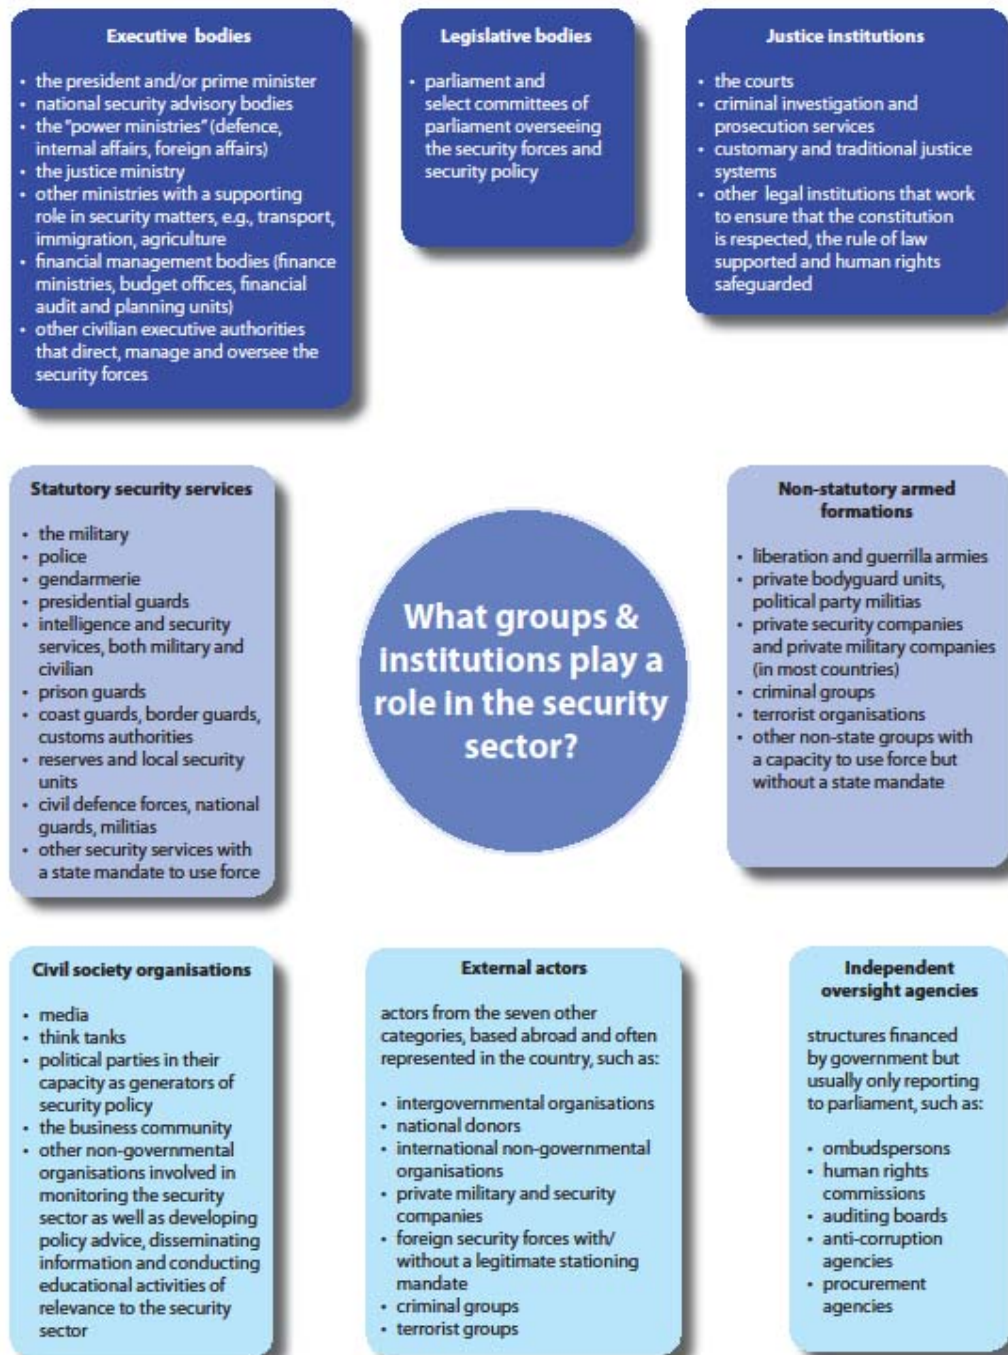 Executive bodies
• the president and/or prime minister
• national security advisory bodies
• the "power ministries" (defence,
internal affairs, foreign affairs)
• the justice ministry
• other ministries with a supporting
role in security matters, e.g., transport,
immigration, agriculture
• financial management bodies (finance
ministries, budget offices, financial
audit and planning units)
• other civilian executive authorities
that direct, manage and oversee the
security forces
Legislative bodies
• parliament and
select committees of
parliament overseeing
the security forces and
security policy
Justice institutions
• the courts
• criminal investigation and
prosecution services
• customary and traditional justice
systems
• other legal institutions that work
to ensure that the constitution
is respected, the rule of law
supported and human rights
safeguarded
Statutory security services
• the military
• police
• gendarmerie
• presidential guards
• intelligence and security
services, both military and
civilian
• prison guards
• coast guards, border guards,
customs authorities
• reserves and local security
units
• civil defence forces, national
guards, militias
• other security services with
a state mandate to use force
What groups &
institutions play a
role in the security
sector?
Non-statutory armed
formations
• liberation and guerrilla armies
• private bodyguard units,
political party militias
• private security companies
and private military companies
(in most countries)
• criminal groups
• terrorist organisations
• other non-state groups with
a capacity to use force but
without a state mandate
Civil society organisations
• media
• think tanks
• political parties in their
capacity as generators of
security policy
• the business community
• other non-governmental
organisations involved in
monitoring the security
sector as well as developing
policy advice, disseminating
information and conducting
educational activities of
relevance to the security
sector
External actors
actors from the seven other
categories, based abroad and often
represented in the country, such as:
• intergovernmental organisations
• national donors
• international non-governmental
organisations
• private military and security
companies
• foreign security forces with/
without a legitimate stationing
mandate
• criminal groups
• terrorist groups
Independent
oversight agencies
structures financed
by government but
usually only reporting
to parliament, such as:
• ombudspersons
• human rights
commissions
• auditing boards
• anti-corruption
agencies
• procurement
agencies